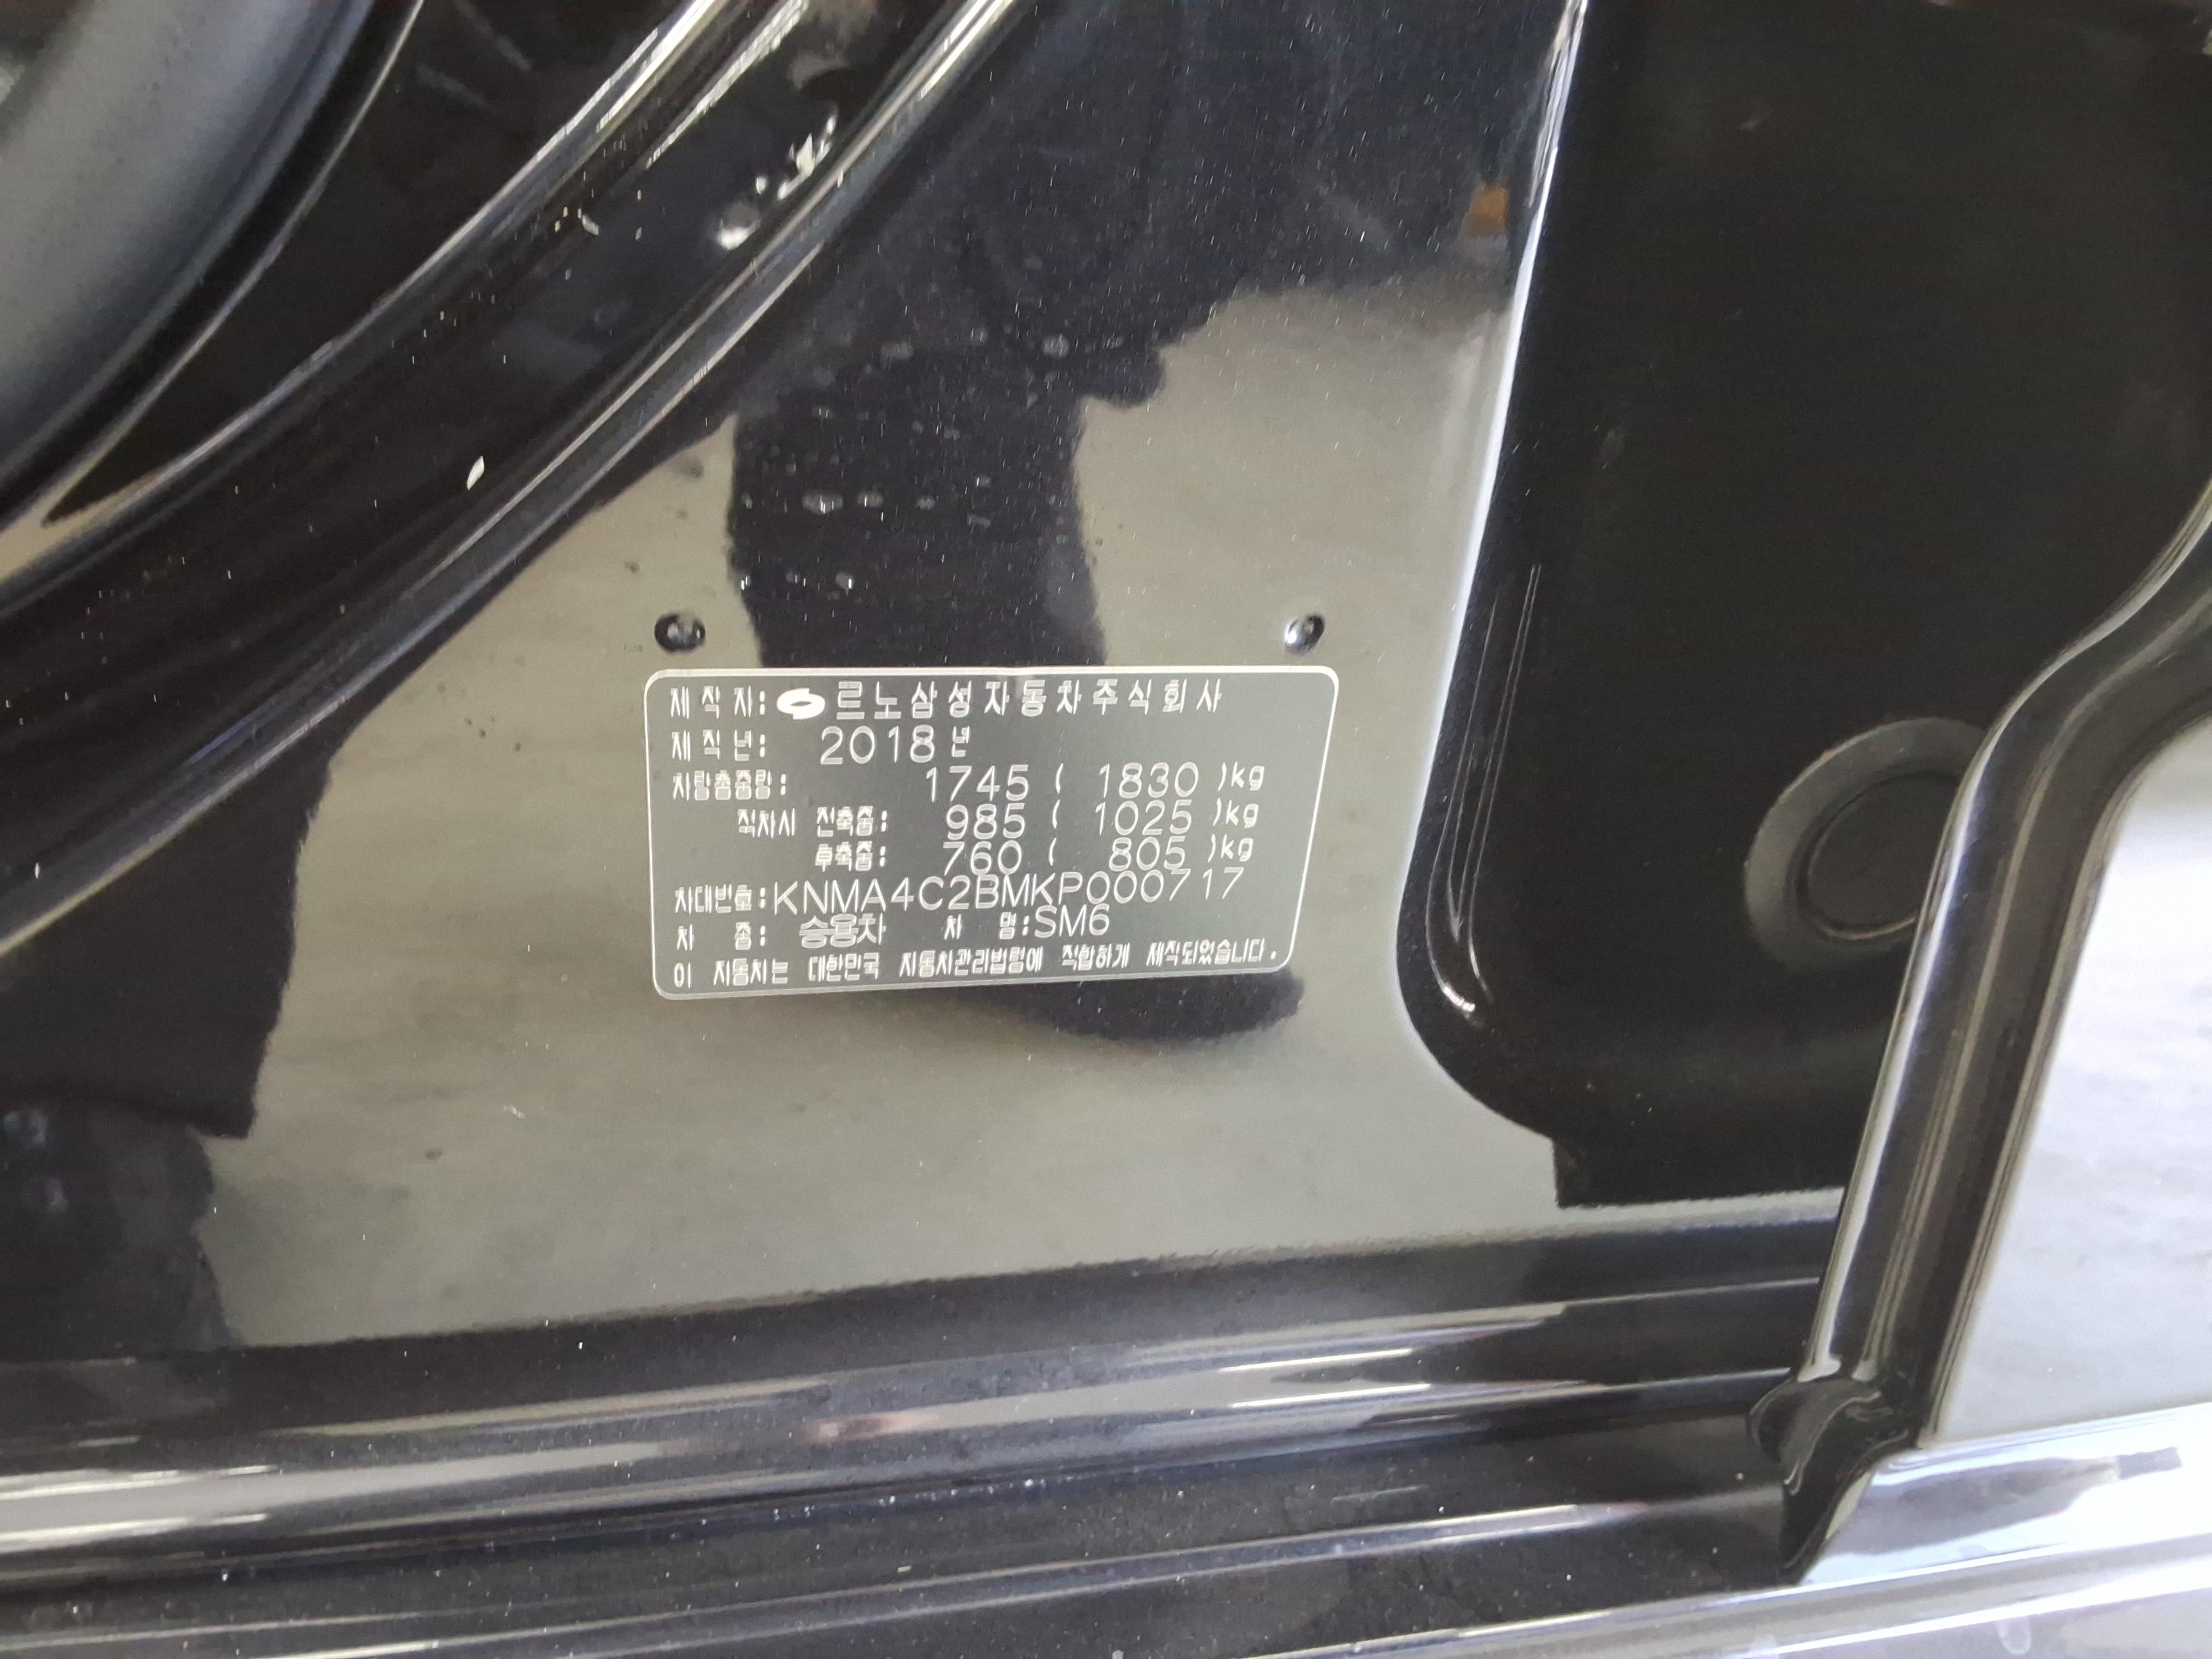 제 작 자: 르노삼성자동차주식회사
제 작 년: 2018년
차량총중량: 1745 ( 1830 )kg
적차시 전축중: 985 ( 1025 )kg
후축중: 760 ( 805 )kg
차대번호:KNMA4C2BMKP000717
차 종: 승용차 차 명:SM6
이 자동차는 대한민국 자동차관리법령에 적합하게 제작되었습니다.